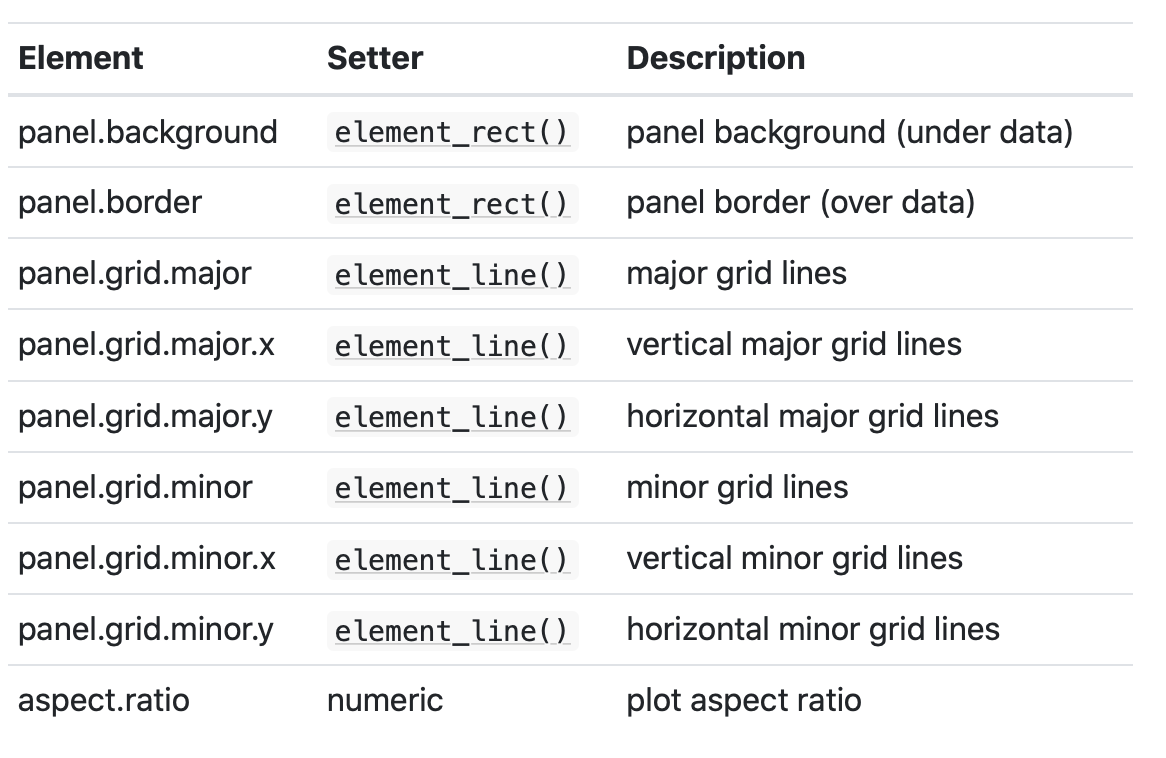 Element Setter Description
panel.background element_rect() panel background (under data)
panel.border element_rect() panel border (over data)
panel.grid.major element_line() major grid lines
panel.grid.major.x element_line() vertical major grid lines
panel.grid.major.y element_line() horizontal major grid lines
panel.grid.minor element_line() minor grid lines
panel.grid.minor.x element_line() vertical minor grid lines
panel.grid.minor.y element_line() horizontal minor grid lines
aspect.ratio numeric plot aspect ratio